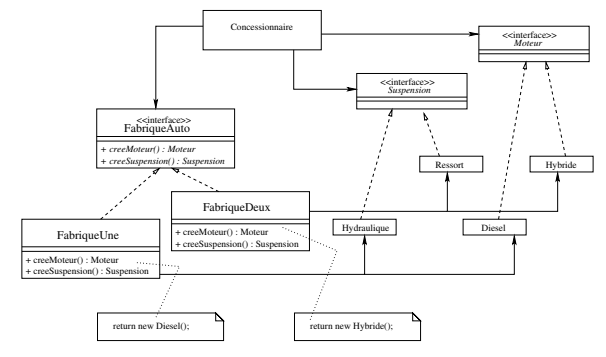 Concessionnaire
<<interface>>
Moteur
<<interface>>
Suspension
<<interface>>
FabriqueAuto
+ creeMoteur() : Moteur
+ creeSuspension() : Suspension
Ressort
Hybride
FabriqueDeux
+ creeMoteur() : Moteur
+ creeSuspension() : Suspension
Hydraulique
Diesel
FabriqueUne
+ creeMoteur() : Moteur
+ creeSuspension() : Suspension
return new Diesel();
return new Hybride();